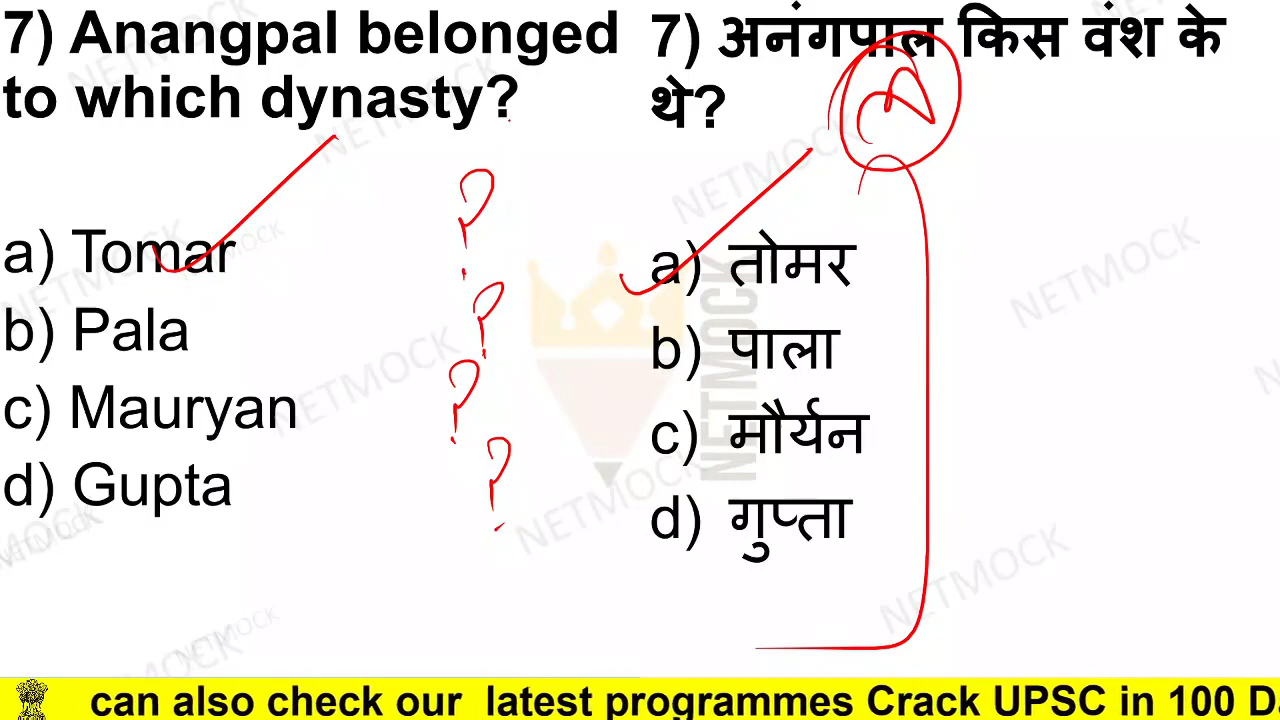 7) Anangpal belonged
to which dynasty?
a) Tomar
b) Pala
c) Mauryan
d) Gupta
7) अनंगपाल किस वंश के
थे?
a) तोमर
b) पाला
c) मौर्यन
d) गुप्ता
? ? ? ?
NETMOCK
can also check our latest programmes Crack UPSC in 100 D